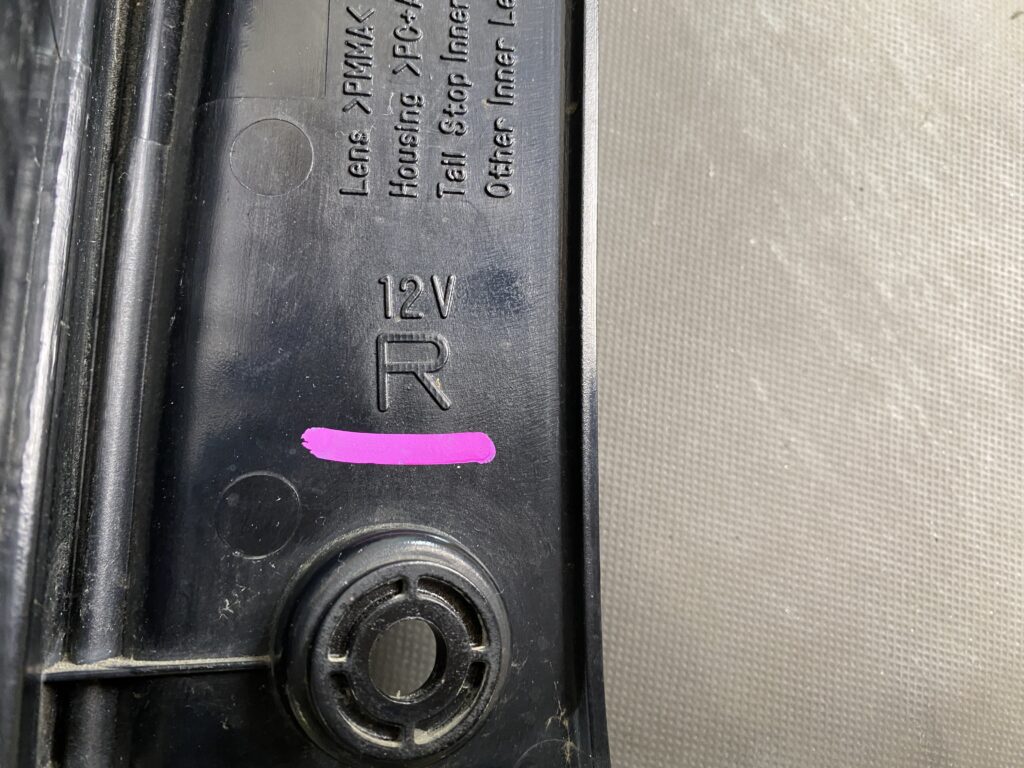 Lens >PMMA<
Housing >PC+A
Tail Stop Inner
Other Inner Le
12V
R